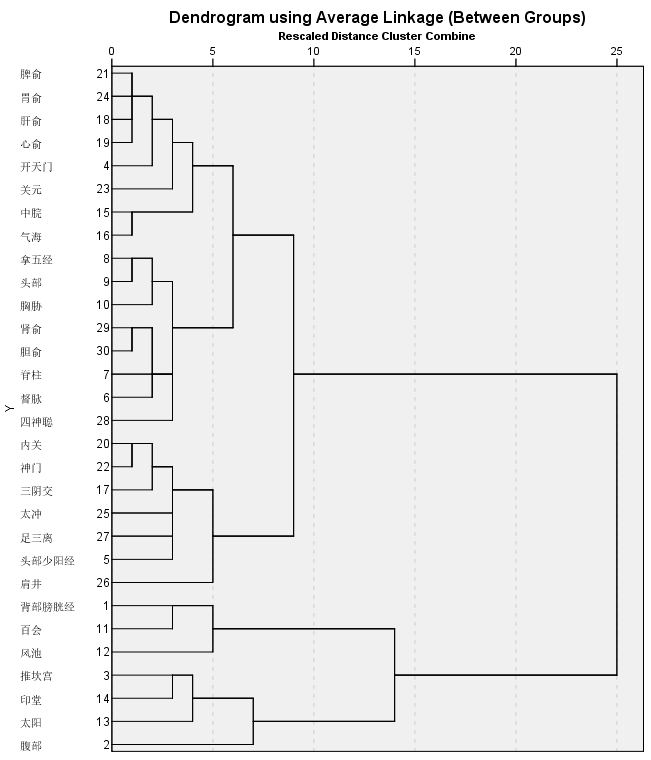 Dendrogram using Average Linkage (Between Groups)
Rescaled Distance Cluster Combine
0 5 10 15 20 25
脾俞 21
胃俞 24
肝俞 18
心俞 19
开天门 4
关元 23
中脘 15
气海 16
拿五经 8
头部 9
胸胁 10
肾俞 29
胆俞 30
脊柱 7
督脉 6
Y
四神聪 28
内关 20
神门 22
三阴交 17
太冲 25
足三离 27
头部少阳经 5
肩井 26
背部膀胱经 1
百会 11
风池 12
推坎宫 3
印堂 14
太阳 13
腹部 2